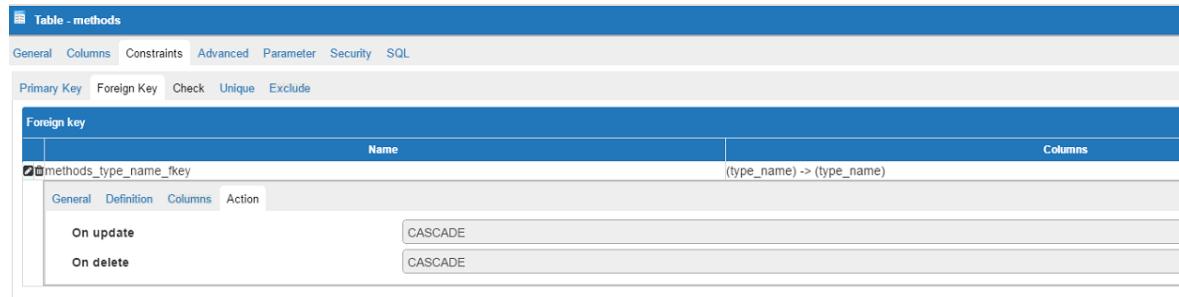 Table - methods
General Columns Constraints Advanced Parameter Security SQL
Primary Key Foreign Key Check Unique Exclude
Foreign key
Name Columns
methods_type_name_fkey (type_name) -> (type_name)
General Definition Columns Action
On update CASCADE
On delete CASCADE